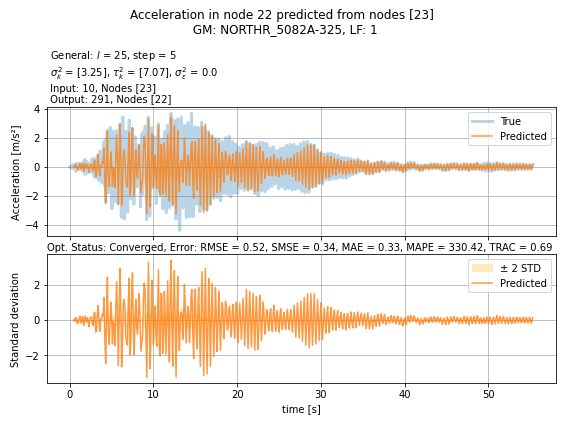 Acceleration in node 22 predicted from nodes [23]
GM: NORTHR_5082A-325, LF: 1
General: l = 25, step = 5
σ²ₖ = [3.25], τ²ₖ = [7.07], σ²ᵣ = 0.0
Input: 10, Nodes [23]
Output: 291, Nodes [22]
Acceleration [m/s²]
4
2
0
−2
−4
True
Predicted
Opt. Status: Converged, Error: RMSE = 0.52, SMSE = 0.34, MAE = 0.33, MAPE = 330.42, TRAC = 0.69
Standard deviation
2
0
−2
± 2 STD
Predicted
0 10 20 30 40 50
time [s]